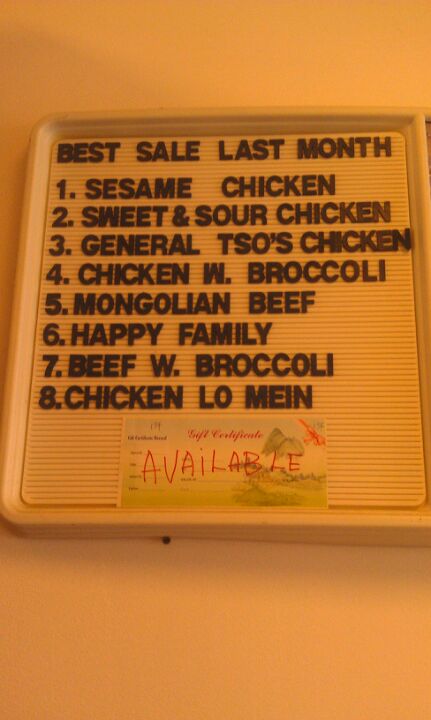 BEST SALE LAST MONTH
1. SESAME CHICKEN
2. SWEET & SOUR CHICKEN
3. GENERAL TSO'S CHICKEN
4. CHICKEN W. BROCCOLI
5. MONGOLIAN BEEF
6. HAPPY FAMILY
7. BEEF W. BROCCOLI
8. CHICKEN LO MEIN
Gift Certificate
AVAILABLE